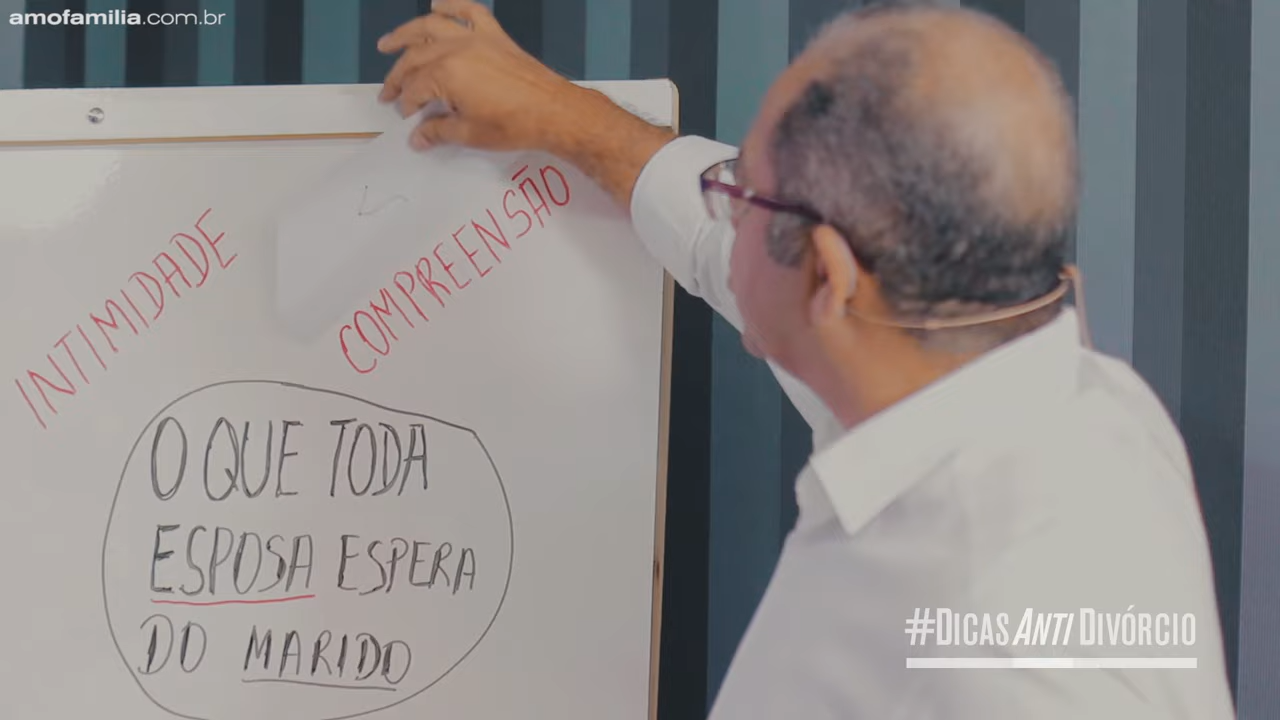 amofamilia.com.br
INTIMIDADE
COMPREENSÃO
O QUE TODA
ESPOSA ESPERA
DO MARIDO
#DICAS ANTI DIVÓRCIO